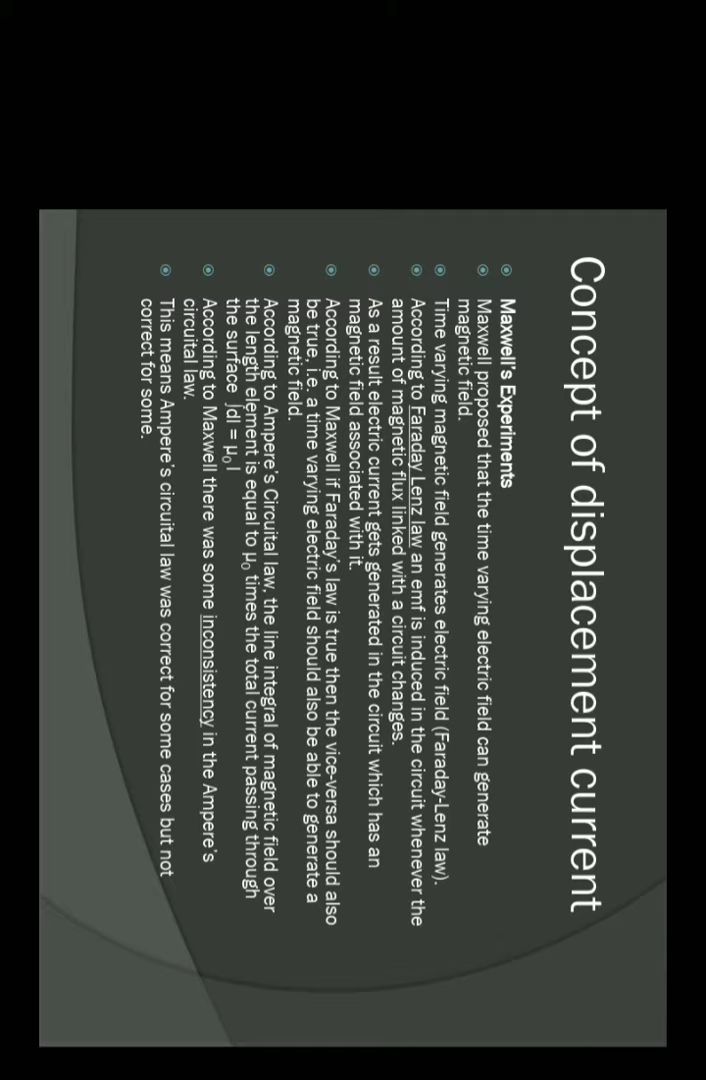 Concept of displacement current
Maxwell's Experiments
Maxwell proposed that the time varying electric field can generate
magnetic field.
Time varying magnetic field generates electric field (Faraday-Lenz law).
According to Faraday Lenz law an emf is induced in the circuit whenever the
amount of magnetic flux linked with a circuit changes.
As a result electric current gets generated in the circuit which has an
magnetic field associated with it.
According to Maxwell if Faraday's law is true then the vice-versa should also
be true, i.e. a time varying electric field should also be able to generate a
magnetic field.
According to Ampere's Circuital law, the line integral of magnetic field over
the length element is equal to μ₀ times the total current passing through
the surface ∫dl = μ₀I
According to Maxwell there was some inconsistency in the Ampere's
circuital law.
This means Ampere's circuital law was correct for some cases but not
correct for some.